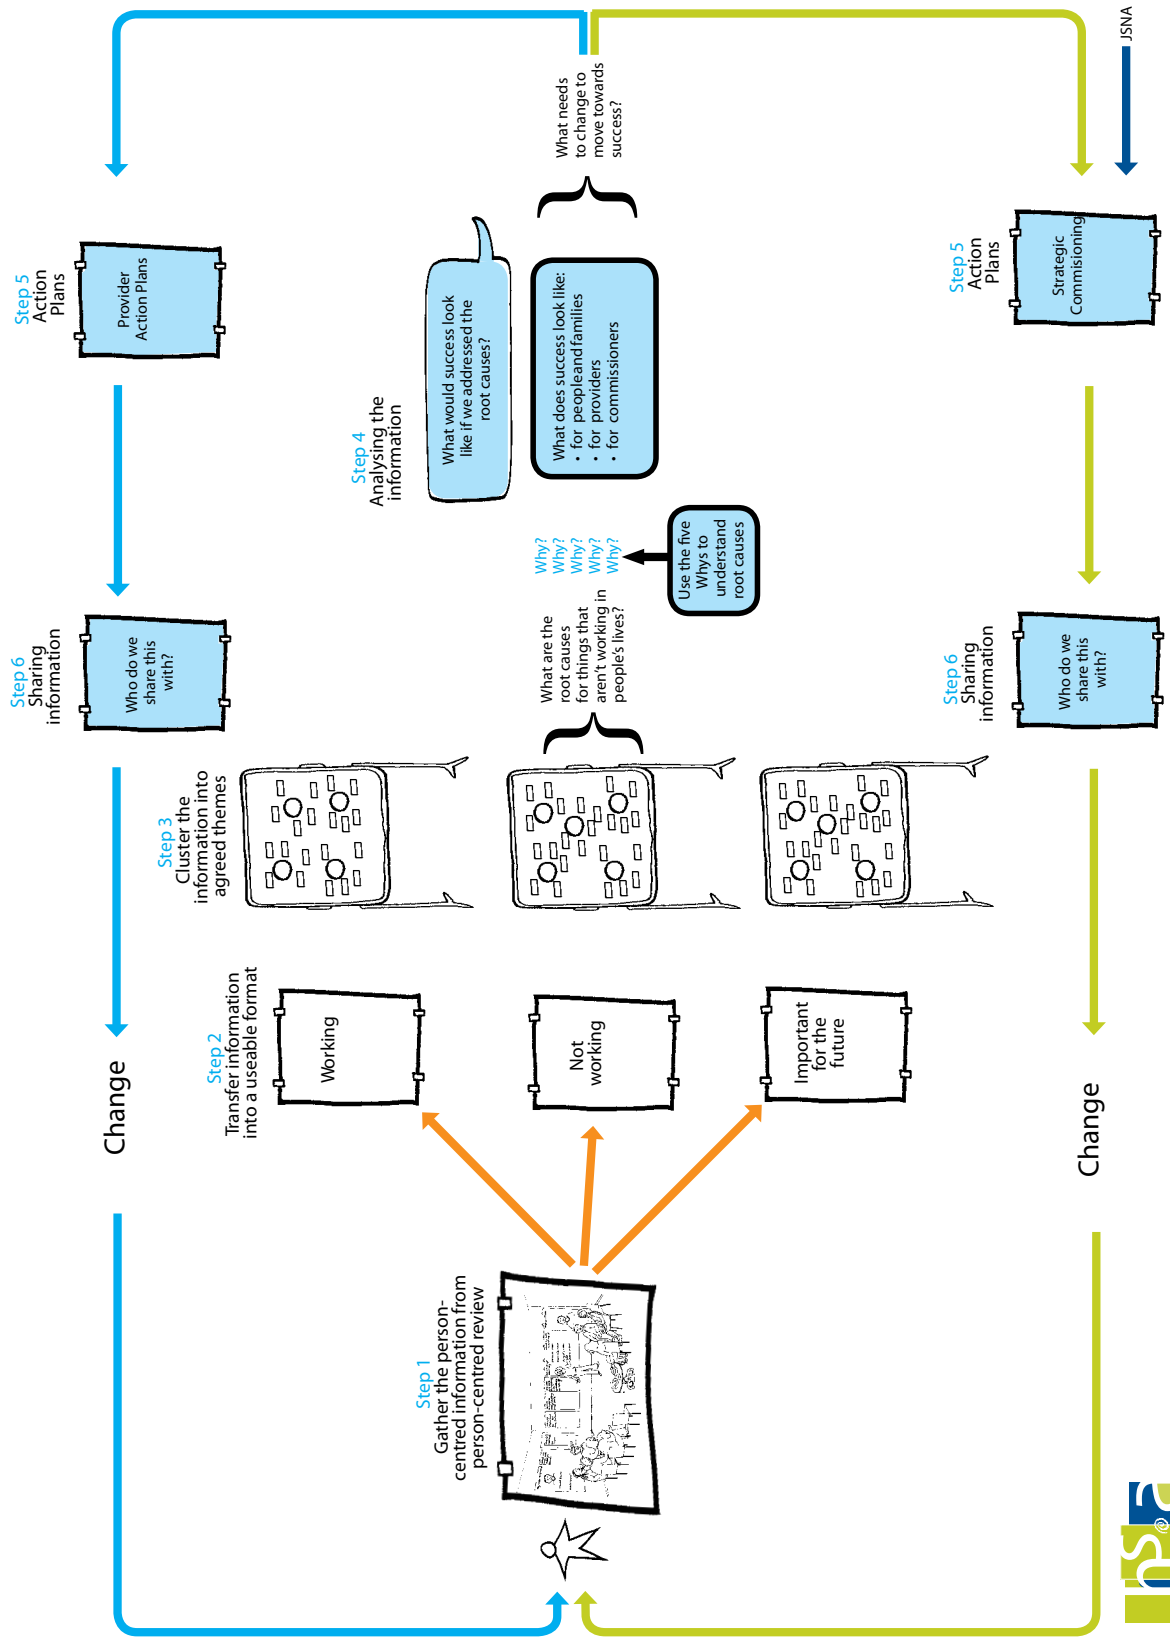 Step 1
Gather the person-
centred information from
person-centred review
Step 2
Transfer information
into a useable format
Working
Not
working
Important
for the
future
Step 3
Cluster the
information into
agreed themes
What are the
root causes
for things that
aren't working in
people's lives?
Why?
Why?
Why?
Why?
Why?
Use the five
Whys to
understand
root causes
Step 4
Analysing the
information
What would success look
like if we addressed the
root causes?
What does success look like:
• for peopleand families
• for providers
• for commissioners
What needs
to change to
move towards
success?
Step 5
Action
Plans
Provider
Action Plans
Step 6
Sharing
information
Who do we
share this
with?
Change
Step 5
Action
Plans
Strategic
Commisioning
JSNA
Step 6
Sharing
information
Who do we
share this
with?
Change